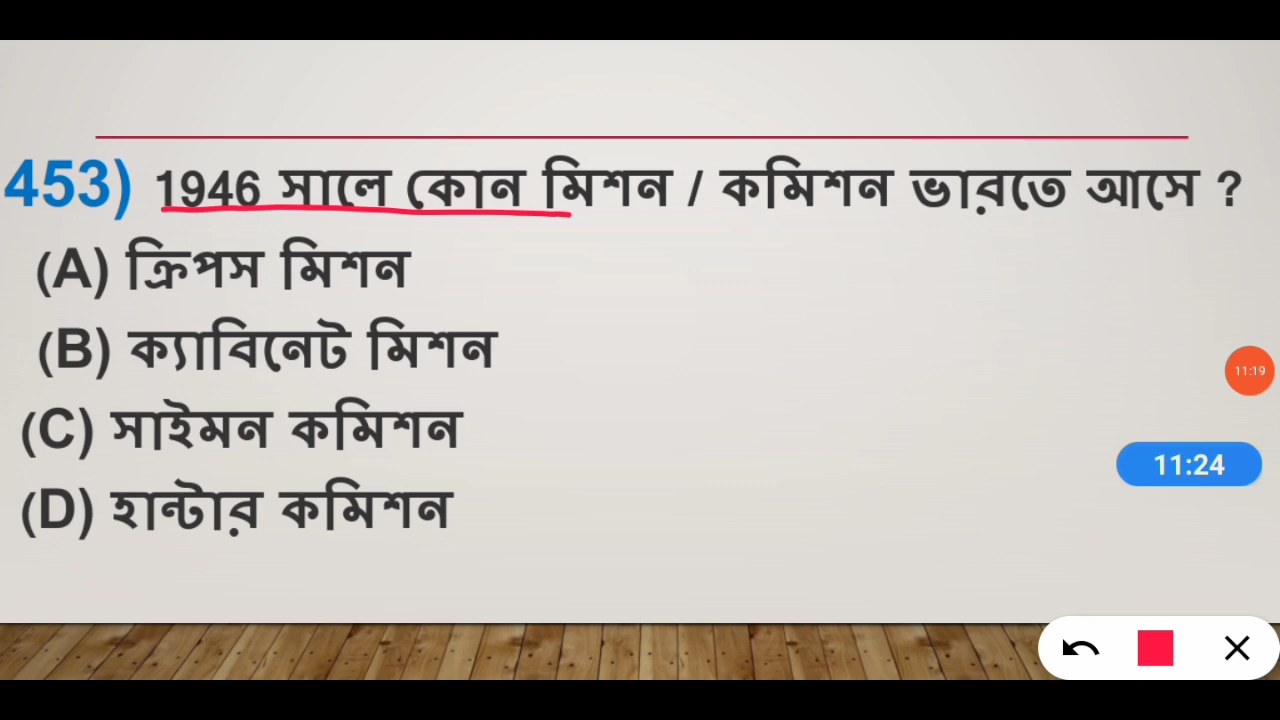 453) 1946 সালে কোন মিশন / কমিশন ভারতে আসে ?
(A) ক্রিপস মিশন
(B) ক্যাবিনেট মিশন
(C) সাইমন কমিশন
(D) হান্টার কমিশন
11:19
11:24